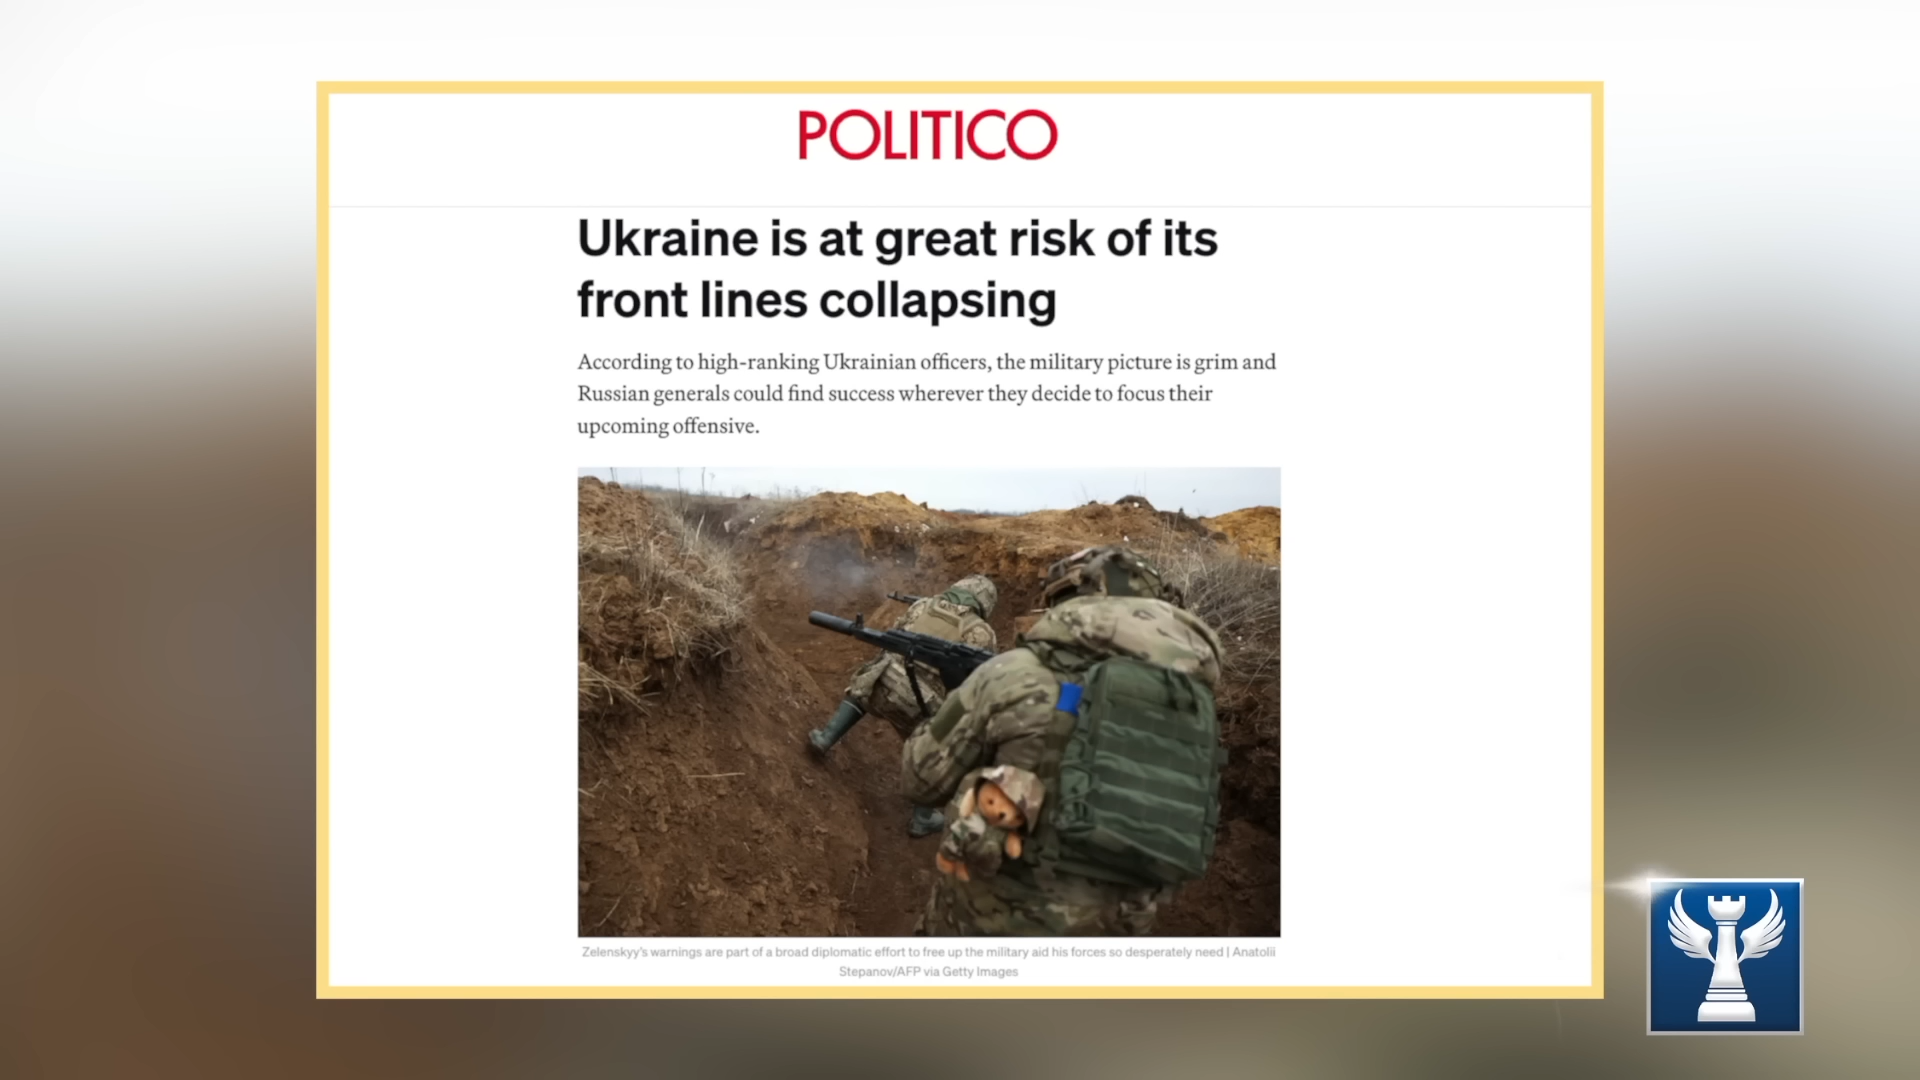 POLITICO
Ukraine is at great risk of its
front lines collapsing
According to high-ranking Ukrainian officers, the military picture is grim and
Russian generals could find success wherever they decide to focus their
upcoming offensive.
Zelenskyy's warnings are part of a broad diplomatic effort to free up the military aid his forces so desperately need | Anatolii
Stepanov/AFP via Getty Images